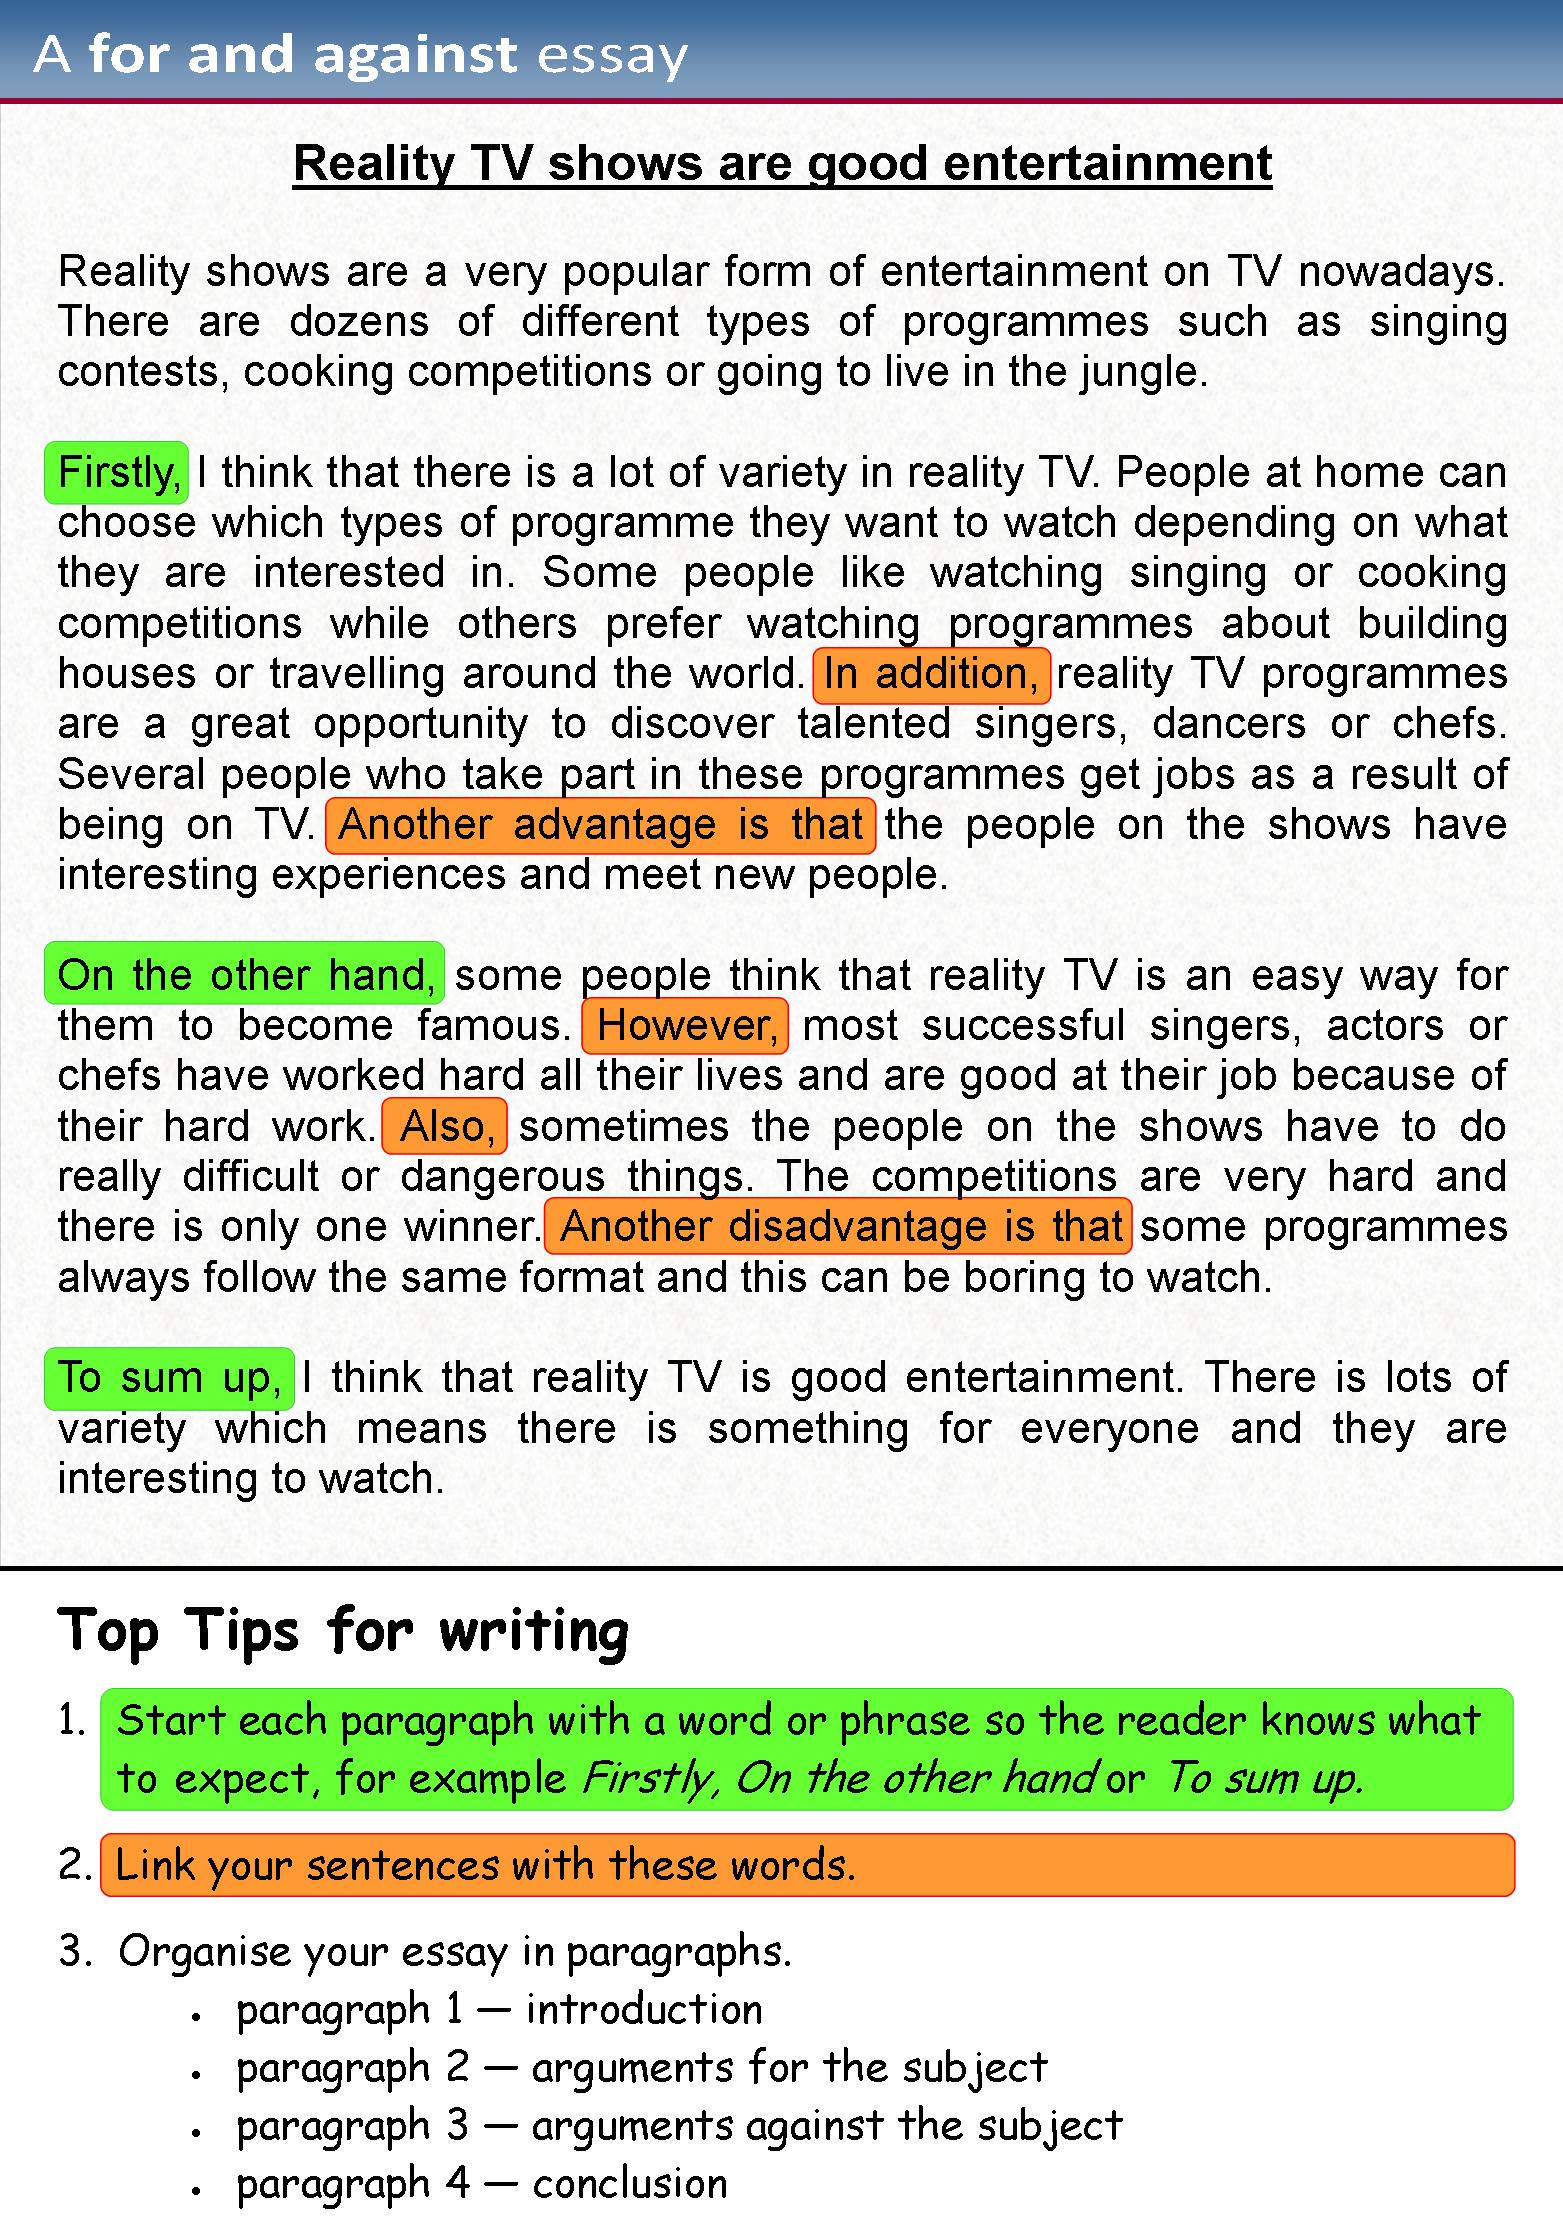 A for and against essay
Reality TV shows are good entertainment
Reality shows are a very popular form of entertainment on TV nowadays.
There are dozens of different types of programmes such as singing
contests, cooking competitions or going to live in the jungle.
Firstly, I think that there is a lot of variety in reality TV. People at home can
choose which types of programme they want to watch depending on what
they are interested in. Some people like watching singing or cooking
competitions while others prefer watching programmes about building
houses or travelling around the world. In addition, reality TV programmes
are a great opportunity to discover talented singers, dancers or chefs.
Several people who take part in these programmes get jobs as a result of
being on TV. Another advantage is that the people on the shows have
interesting experiences and meet new people.
On the other hand, some people think that reality TV is an easy way for
them to become famous. However, most successful singers, actors or
chefs have worked hard all their lives and are good at their job because of
their hard work. Also, sometimes the people on the shows have to do
really difficult or dangerous things. The competitions are very hard and
there is only one winner. Another disadvantage is that some programmes
always follow the same format and this can be boring to watch.
To sum up, I think that reality TV is good entertainment. There is lots of
variety which means there is something for everyone and they are
interesting to watch.
Top Tips for writing
1. Start each paragraph with a word or phrase so the reader knows what
to expect, for example Firstly, On the other hand or To sum up.
2. Link your sentences with these words.
3. Organise your essay in paragraphs.
• paragraph 1 — introduction
• paragraph 2 — arguments for the subject
• paragraph 3 — arguments against the subject
• paragraph 4 — conclusion